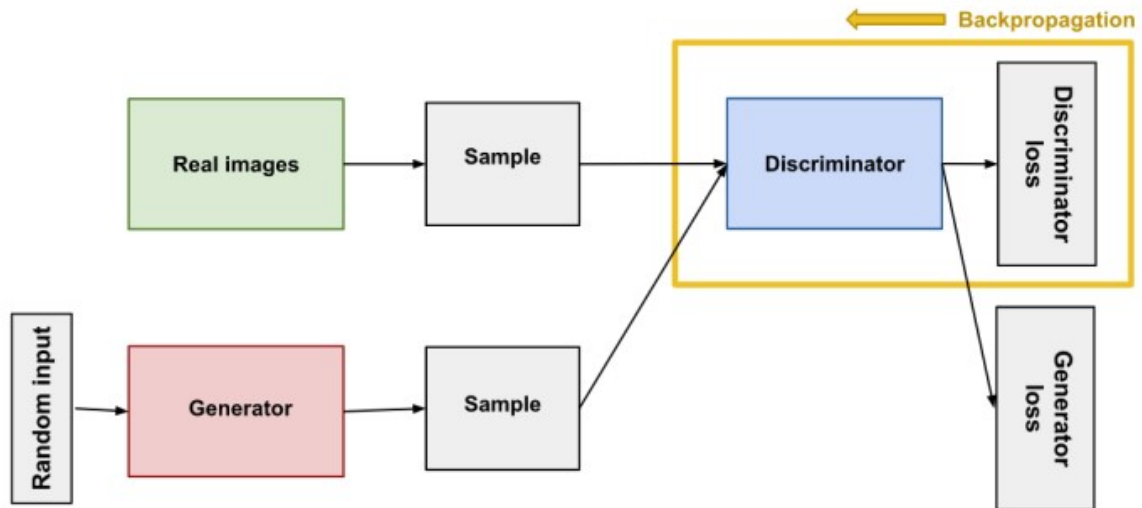 Backpropagation
Real images
Sample
Discriminator
Discriminator
loss
Random input
Generator
Sample
Generator
loss